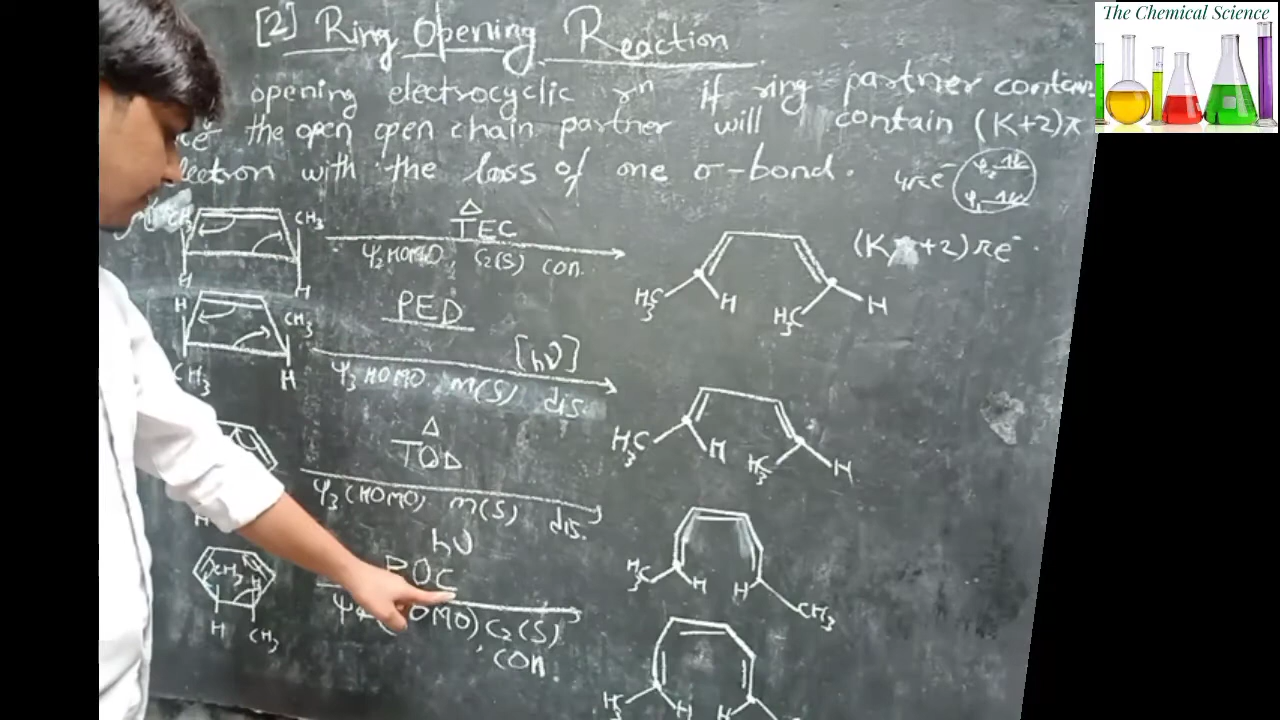 The Chemical Science
[2] Ring Opening Reaction
opening electrocyclic rⁿ if ring partner contain
the open open chain partner will contain (K+2)π
electron with the loss of one σ-bond.
4πe⁻ ψ₂ ψ₁
CH₃ CH₃
Δ
TEC
ψ₂ HOMO, C₂(S) con.
(K+2)πe⁻.
H H
H₃C H H₃C H
H CH₃
PED
[hν]
ψ₃ HOMO, m(S) dis.
CH₃ H
H₃C H H₃C H
Δ
TOD
ψ₃(HOMO) m(S) dis.
H
H₃C H H CH₃
hν
POC
CH₃ H
OMO) C₂(S)
con.
H CH₃
H₃C H H